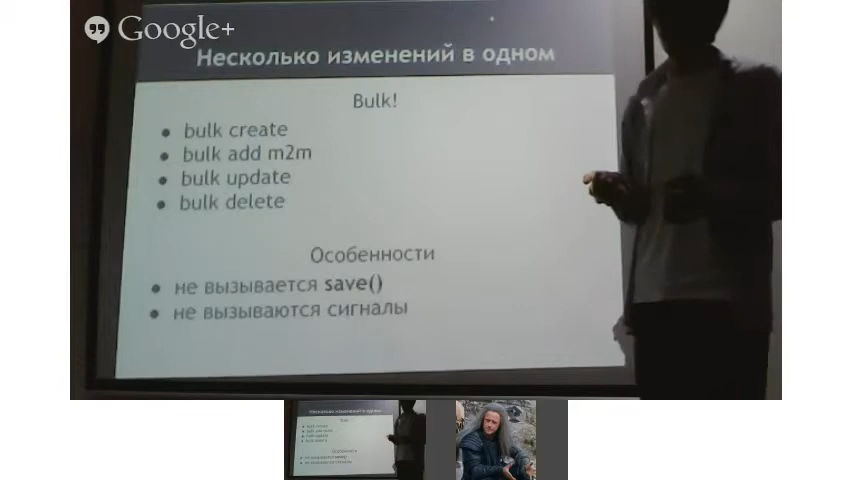 Google+
Несколько изменений в одном
Bulk!
bulk create
bulk add m2m
bulk update
bulk delete
Особенности
не вызывается save()
не вызываются сигналы